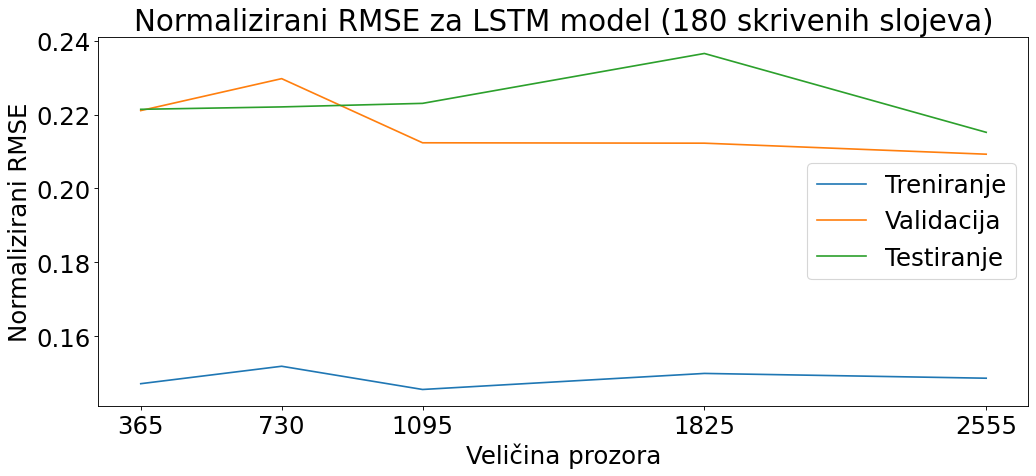 Normalizirani RMSE za LSTM model (180 skrivenih slojeva)
Normalizirani RMSE
0.24
0.22
0.20
0.18
0.16
Treniranje
Validacija
Testiranje
365 730 1095 1825 2555
Veličina prozora